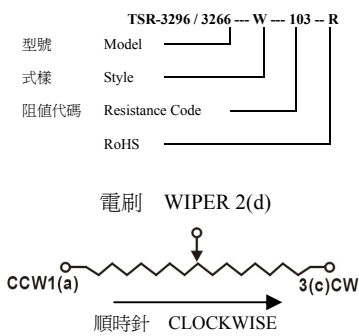 TSR-3296 / 3266 --- W --- 103 -- R
型號 Model
式樣 Style
阻值代碼 Resistance Code
RoHS
電刷 WIPER 2(d)
CCW1(a) 3(c)CW
順時針 CLOCKWISE